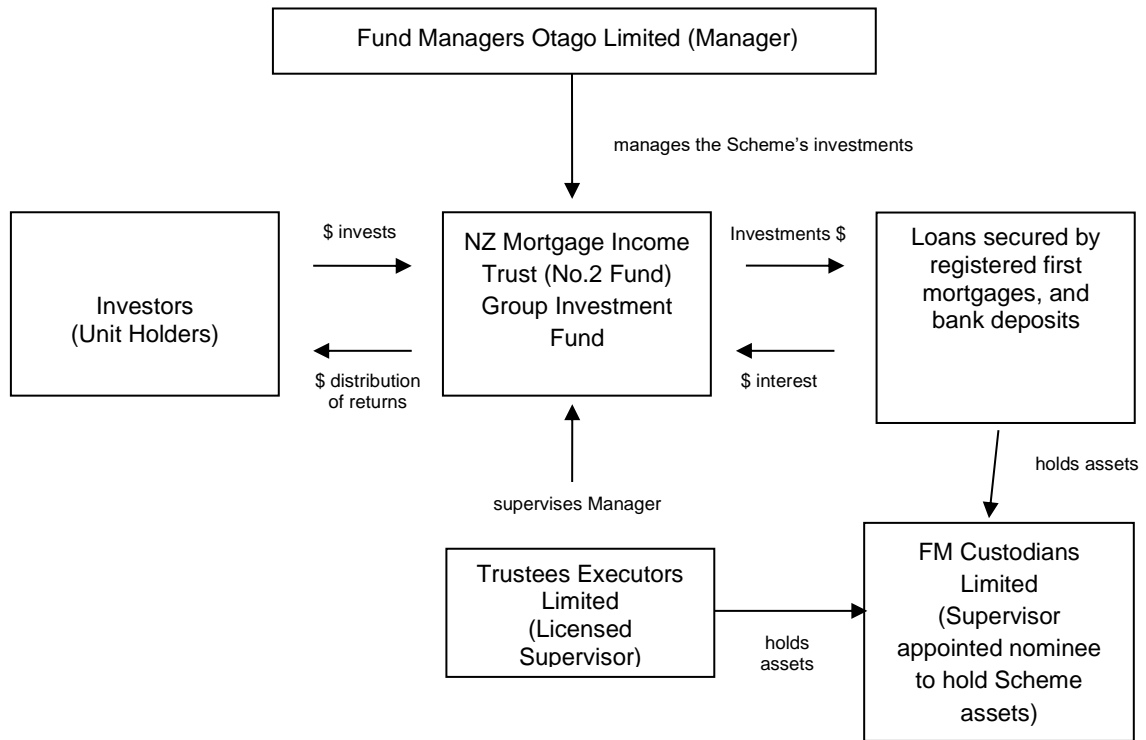 Fund Managers Otago Limited (Manager)
manages the Scheme's investments
Investors
(Unit Holders)
$ invests
$ distribution
of returns
NZ Mortgage Income
Trust (No.2 Fund)
Group Investment
Fund
Investments $
$ interest
Loans secured by
registered first
mortgages, and
bank deposits
holds assets
supervises Manager
Trustees Executors
Limited
(Licensed
Supervisor)
holds
assets
FM Custodians
Limited
(Supervisor
appointed nominee
to hold Scheme
assets)